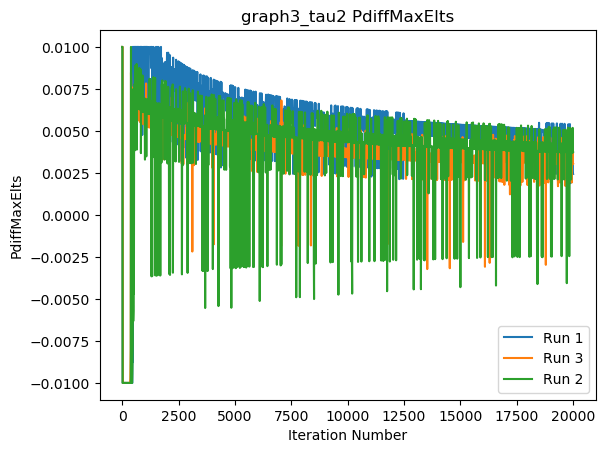 graph3_tau2 PdiffMaxElts
0.0100
0.0075
0.0050
0.0025
0.0000
−0.0025
−0.0050
−0.0075
−0.0100
PdiffMaxElts
Run 1
Run 3
Run 2
0 2500 5000 7500 10000 12500 15000 17500 20000
Iteration Number